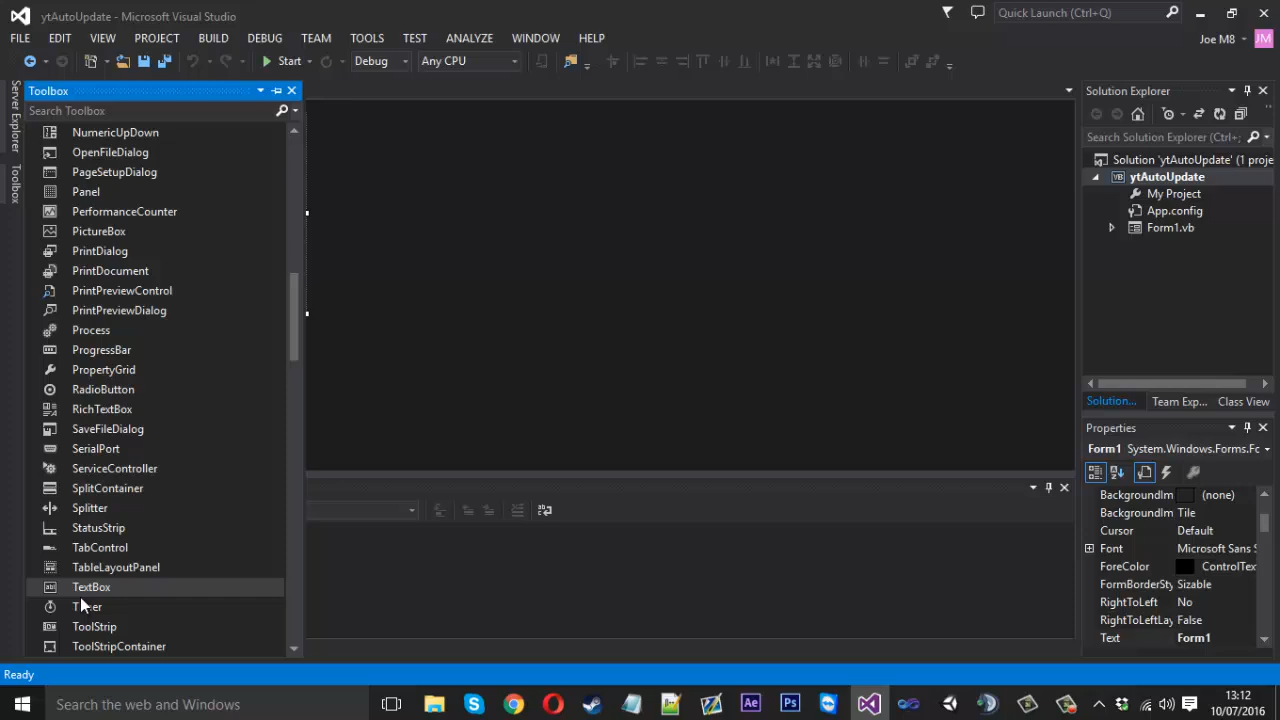 ytAutoUpdate - Microsoft Visual Studio
Quick Launch (Ctrl+Q)
FILE EDIT VIEW PROJECT BUILD DEBUG TEAM TOOLS TEST ANALYZE WINDOW HELP
Joe M8 JM
Start Debug Any CPU
Server Explorer
Toolbox
Toolbox
Search Toolbox
NumericUpDown
OpenFileDialog
PageSetupDialog
Panel
PerformanceCounter
PictureBox
PrintDialog
PrintDocument
PrintPreviewControl
PrintPreviewDialog
Process
ProgressBar
PropertyGrid
RadioButton
RichTextBox
SaveFileDialog
SerialPort
ServiceController
SplitContainer
Splitter
StatusStrip
TabControl
TableLayoutPanel
TextBox
ToolStrip
ToolStripContainer
Solution Explorer
Search Solution Explorer (Ctrl+;
Solution 'ytAutoUpdate' (1 proje
ytAutoUpdate
My Project
App.config
Form1.vb
Solution... Team Exp... Class View
Properties
Form1 System.Windows.Forms.Fc
BackgroundIm (none)
BackgroundIm Tile
Cursor Default
Font Microsoft Sans S
ForeColor ControlText
FormBorderSty Sizable
RightToLeft No
RightToLeftLay False
Text Form1
Ready
Search the web and Windows
13:12
10/07/2016